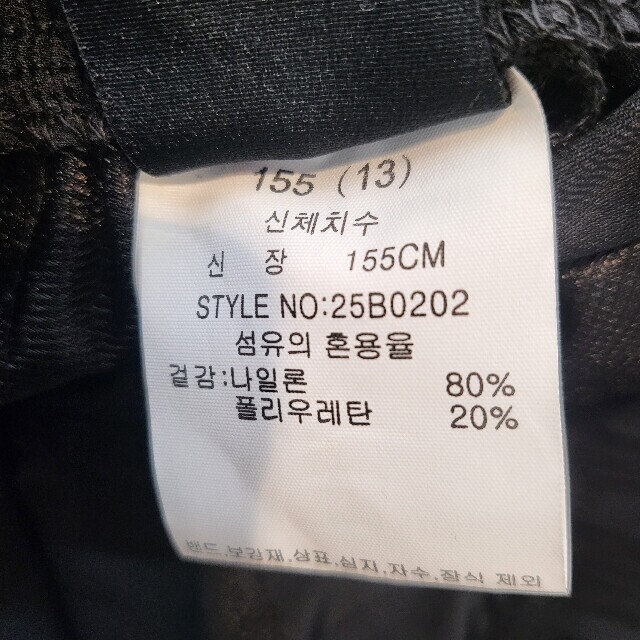 155 (13)
신체치수
신 장 155CM
STYLE NO:25B0202
섬유의 혼용율
겉감:나일론 80%
폴리우레탄 20%
밴드,보강재,상표,심지,자수,장식 제외